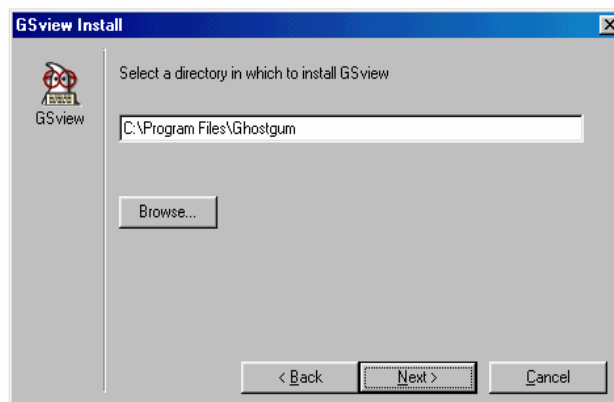 GSview Install
Select a directory in which to install GSview
GSview
C:\Program Files\Ghostgum
Browse...
< Back
Next >
Cancel